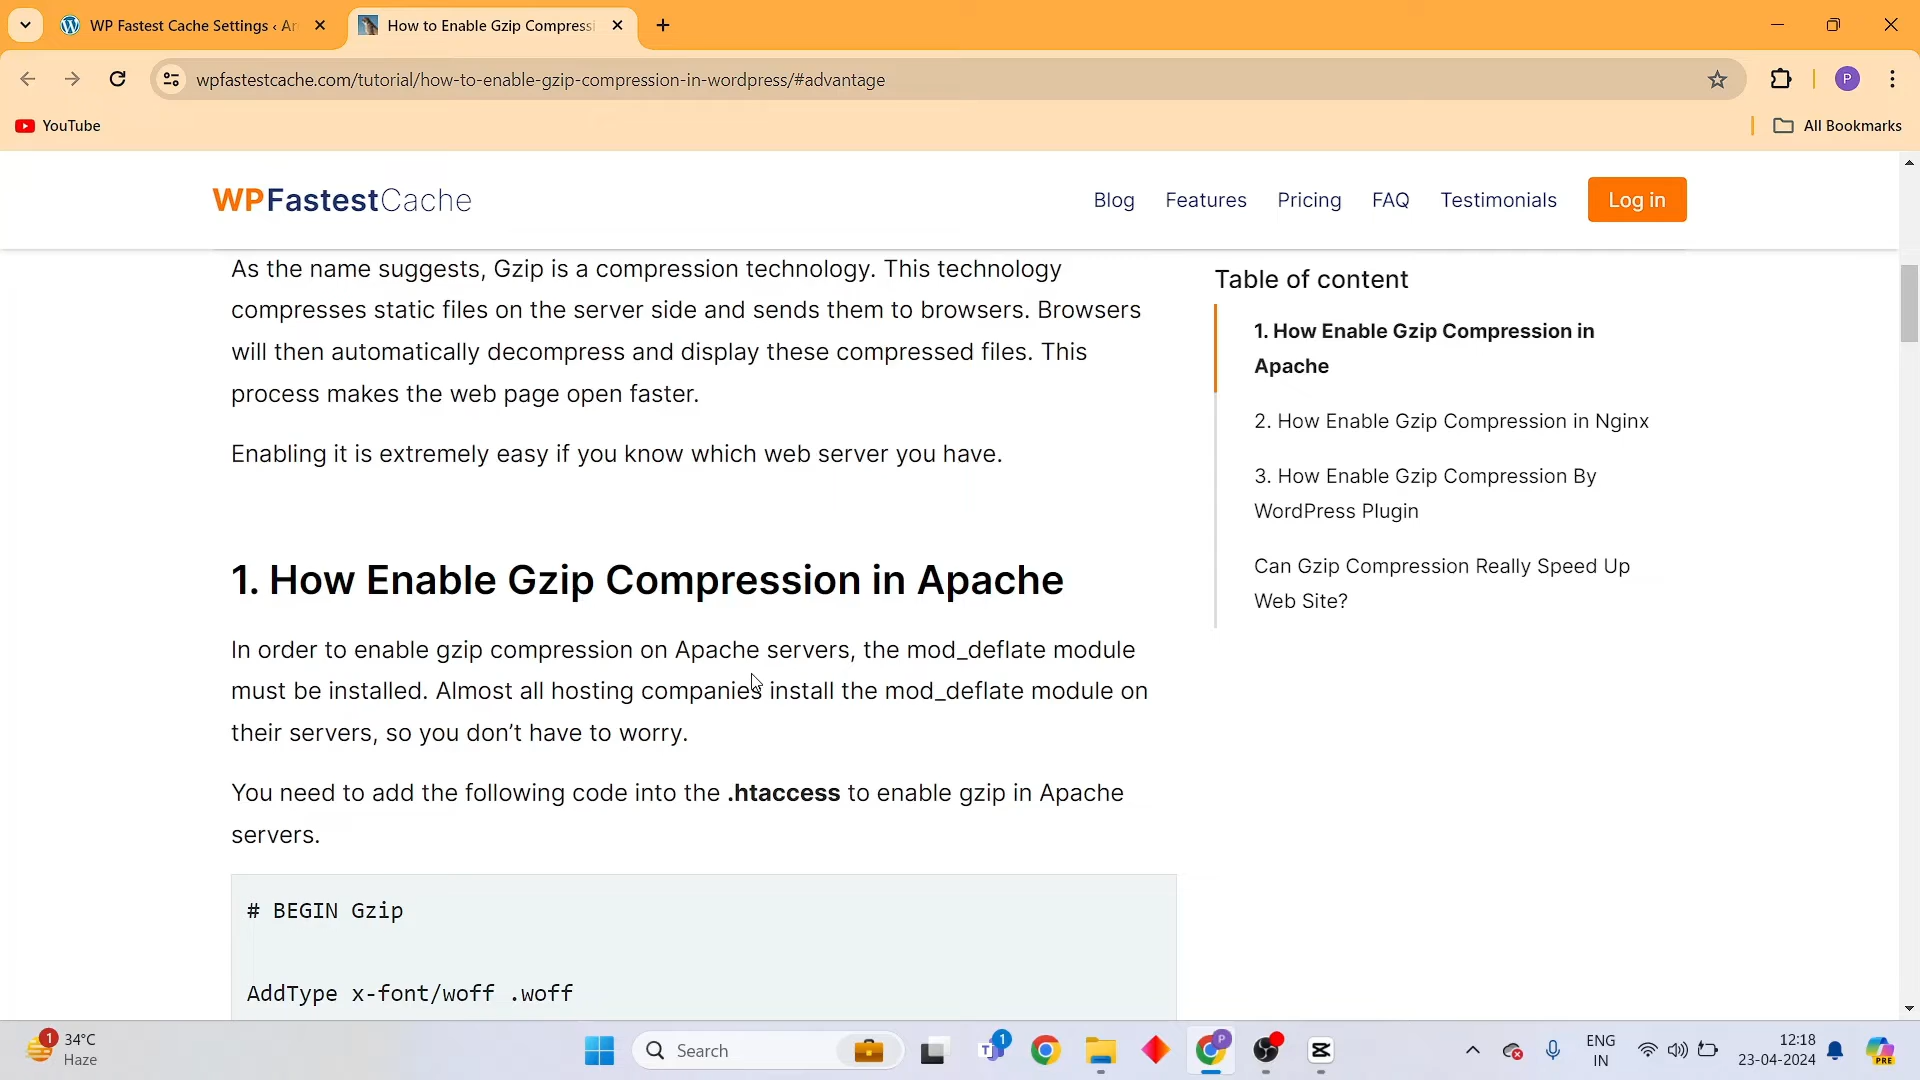 WP Fastest Cache Settings ‹ An
How to Enable Gzip Compressi
wpfastestcache.com/tutorial/how-to-enable-gzip-compression-in-wordpress/#advantage
P
YouTube
All Bookmarks
WPFastestCache
Blog
Features
Pricing
FAQ
Testimonials
Log in
As the name suggests, Gzip is a compression technology. This technology
compresses static files on the server side and sends them to browsers. Browsers
will then automatically decompress and display these compressed files. This
process makes the web page open faster.
Enabling it is extremely easy if you know which web server you have.
1. How Enable Gzip Compression in Apache
In order to enable gzip compression on Apache servers, the mod_deflate module
must be installed. Almost all hosting companies install the mod_deflate module on
their servers, so you don’t have to worry.
You need to add the following code into the .htaccess to enable gzip in Apache
servers.
# BEGIN Gzip
AddType x-font/woff .woff
Table of content
1. How Enable Gzip Compression in
Apache
2. How Enable Gzip Compression in Nginx
3. How Enable Gzip Compression By
WordPress Plugin
Can Gzip Compression Really Speed Up
Web Site?
1
34°C
Haze
Search
1
P
ENG
IN
12:18
23-04-2024
PRE